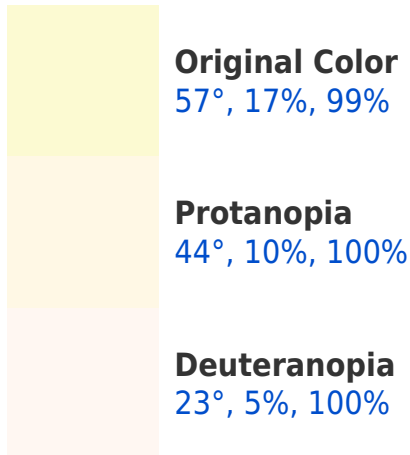 Original Color
57°, 17%, 99%
Protanopia
44°, 10%, 100%
Deuteranopia
23°, 5%, 100%